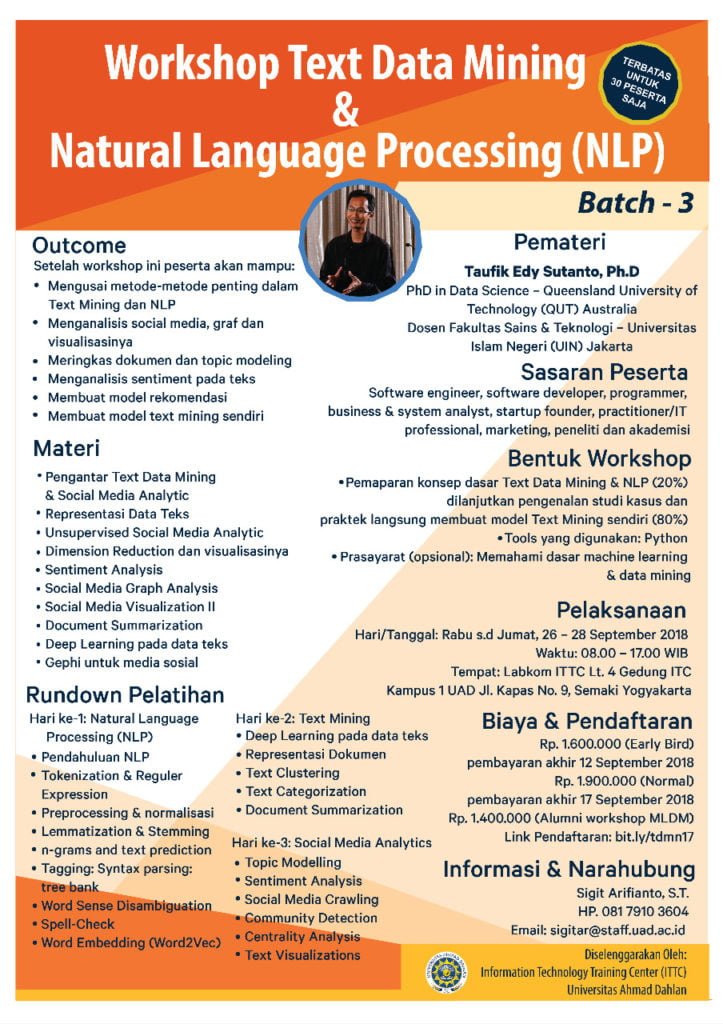 Workshop Text Data Mining
&
Natural Language Processing (NLP)
TERBATAS
UNTUK
30 PESERTA
SAJA
Batch - 3
Outcome
Setelah workshop ini peserta akan mampu:
• Mengusai metode-metode penting dalam
Text Mining dan NLP
• Menganalisis social media, graf dan
visualisasinya
• Meringkas dokumen dan topic modeling
• Menganalisis sentiment pada teks
• Membuat model rekomendasi
• Membuat model text mining sendiri
Materi
• Pengantar Text Data Mining
& Social Media Analytic
• Representasi Data Teks
• Unsupervised Social Media Analytic
• Dimension Reduction dan visualisasinya
• Sentiment Analysis
• Social Media Graph Analysis
• Social Media Visualization II
• Document Summarization
• Deep Learning pada data teks
• Gephi untuk media sosial
Rundown Pelatihan
Hari ke-1: Natural Language
Processing (NLP)
• Pendahuluan NLP
• Tokenization & Reguler
Expression
• Preprocessing & normalisasi
• Lemmatization & Stemming
• n-grams and text prediction
• Tagging: Syntax parsing:
tree bank
• Word Sense Disambiguation
• Spell-Check
• Word Embedding (Word2Vec)
Hari ke-2: Text Mining
• Deep Learning pada data teks
• Representasi Dokumen
• Text Clustering
• Text Categorization
• Document Summarization
Hari ke-3: Social Media Analytics
• Topic Modelling
• Sentiment Analysis
• Social Media Crawling
• Community Detection
• Centrality Analysis
• Text Visualizations
Pemateri
Taufik Edy Sutanto, Ph.D
PhD in Data Science – Queensland University of
Technology (QUT) Australia
Dosen Fakultas Sains & Teknologi – Universitas
Islam Negeri (UIN) Jakarta
Sasaran Peserta
Software engineer, software developer, programmer,
business & system analyst, startup founder, practitioner/IT
professional, marketing, peneliti dan akademisi
Bentuk Workshop
• Pemaparan konsep dasar Text Data Mining & NLP (20%)
dilanjutkan pengenalan studi kasus dan
praktek langsung membuat model Text Mining sendiri (80%)
• Tools yang digunakan: Python
• Prasayarat (opsional): Memahami dasar machine learning
& data mining
Pelaksanaan
Hari/Tanggal: Rabu s.d Jumat, 26 – 28 September 2018
Waktu: 08.00 – 17.00 WIB
Tempat: Labkom ITTC Lt. 4 Gedung ITC
Kampus 1 UAD Jl. Kapas No. 9, Semaki Yogyakarta
Biaya & Pendaftaran
Rp. 1.600.000 (Early Bird)
pembayaran akhir 12 September 2018
Rp. 1.900.000 (Normal)
pembayaran akhir 17 September 2018
Rp. 1.400.000 (Alumni workshop MLDM)
Link Pendaftaran: bit.ly/tdmn17
Informasi & Narahubung
Sigit Arifianto, S.T.
HP. 081 7910 3604
Email: sigitar@staff.uad.ac.id
Diselenggarakan Oleh:
Information Technology Training Center (ITTC)
Universitas Ahmad Dahlan